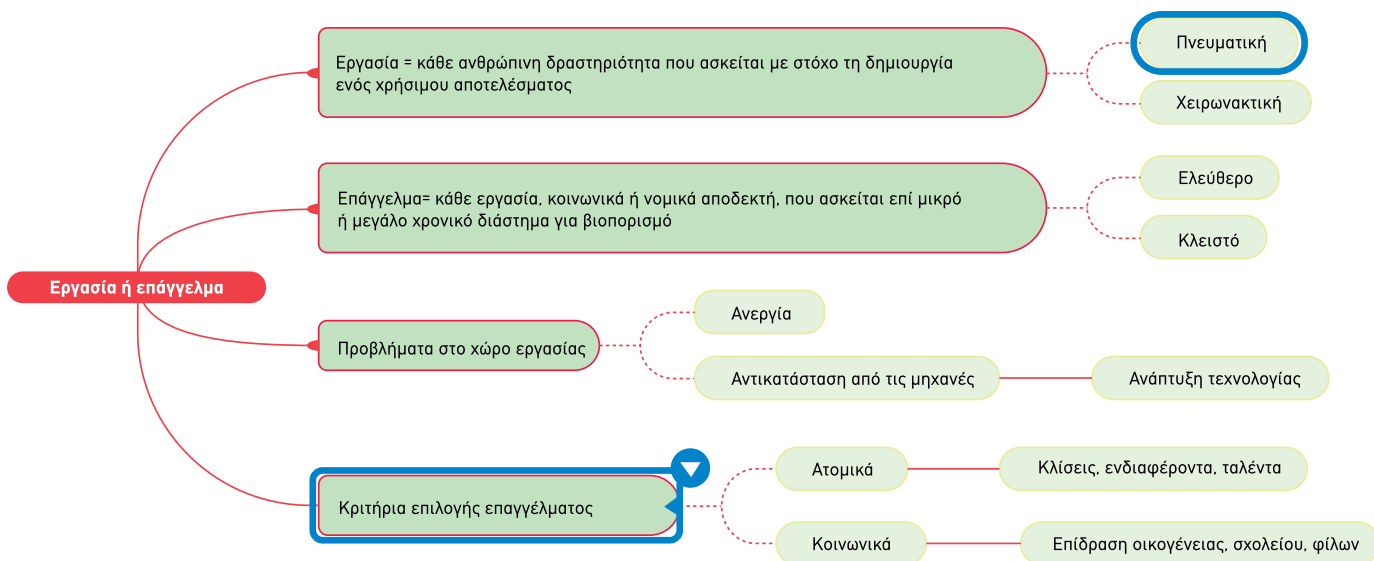 Εργασία ή επάγγελμα
Εργασία = κάθε ανθρώπινη δραστηριότητα που ασκείται με στόχο τη δημιουργία
ενός χρήσιμου αποτελέσματος
Πνευματική
Χειρωνακτική
Επάγγελμα= κάθε εργασία, κοινωνικά ή νομικά αποδεκτή, που ασκείται επί μικρό
ή μεγάλο χρονικό διάστημα για βιοπορισμό
Ελεύθερο
Κλειστό
Προβλήματα στο χώρο εργασίας
Ανεργία
Αντικατάσταση από τις μηχανές
Ανάπτυξη τεχνολογίας
Κριτήρια επιλογής επαγγέλματος
Ατομικά
Κλίσεις, ενδιαφέροντα, ταλέντα
Κοινωνικά
Επίδραση οικογένειας, σχολείου, φίλων